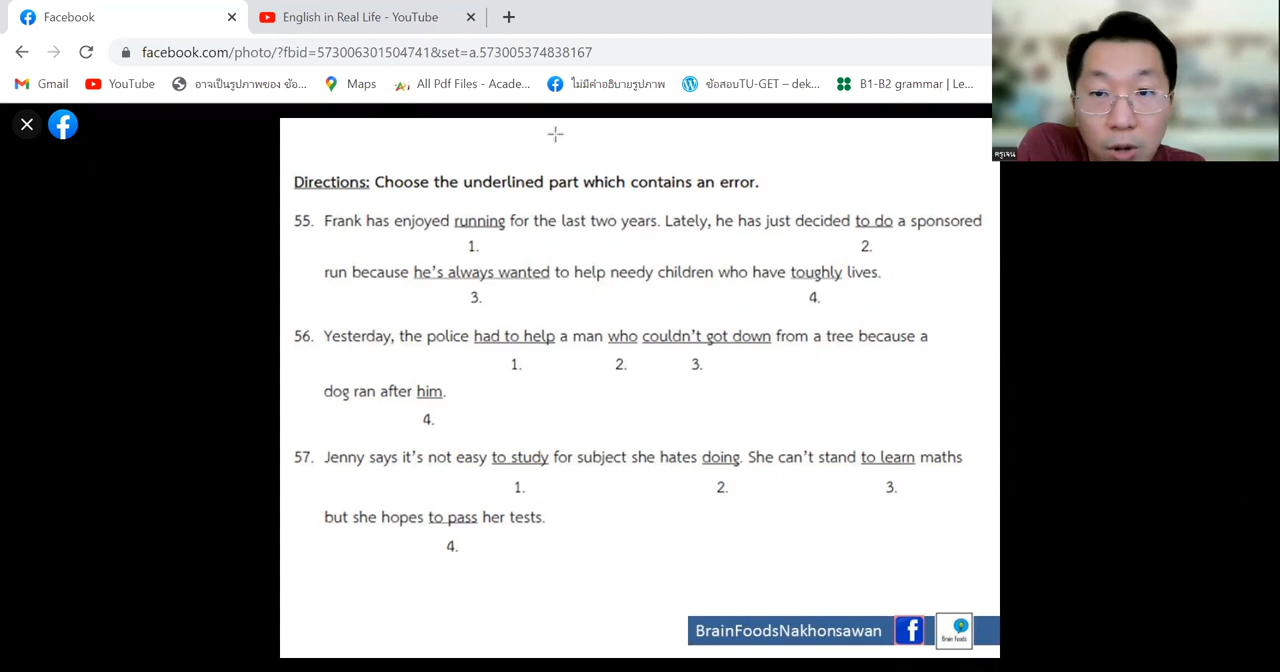 Facebook
English in Real Life - YouTube
facebook.com/photo/?fbid=573006301504741&set=a.573005374838167
Gmail YouTube อาจเป็นรูปภาพของ ข้อ... Maps All Pdf Files - Acade... ไม่มีคำอธิบายรูปภาพ ข้อสอบTU-GET – dek... B1-B2 grammar | Le...
ครูเจน
Directions: Choose the underlined part which contains an error.
55. Frank has enjoyed running for the last two years. Lately, he has just decided to do a sponsored
1. 2.
run because he's always wanted to help needy children who have toughly lives.
3. 4.
56. Yesterday, the police had to help a man who couldn't got down from a tree because a
1. 2. 3.
dog ran after him.
4.
57. Jenny says it's not easy to study for subject she hates doing. She can't stand to learn maths
1. 2. 3.
but she hopes to pass her tests.
4.
BrainFoodsNakhonsawan
Brain Foods